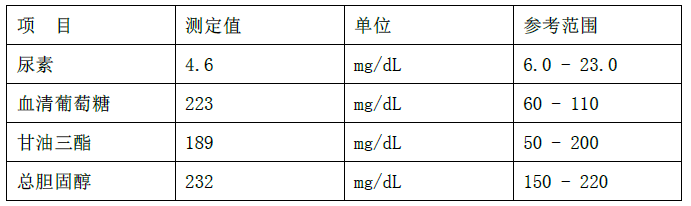 项 目 测定值 单位 参考范围
尿素 4.6 mg/dL 6.0 - 23.0
血清葡萄糖 223 mg/dL 60 - 110
甘油三酯 189 mg/dL 50 - 200
总胆固醇 232 mg/dL 150 - 220